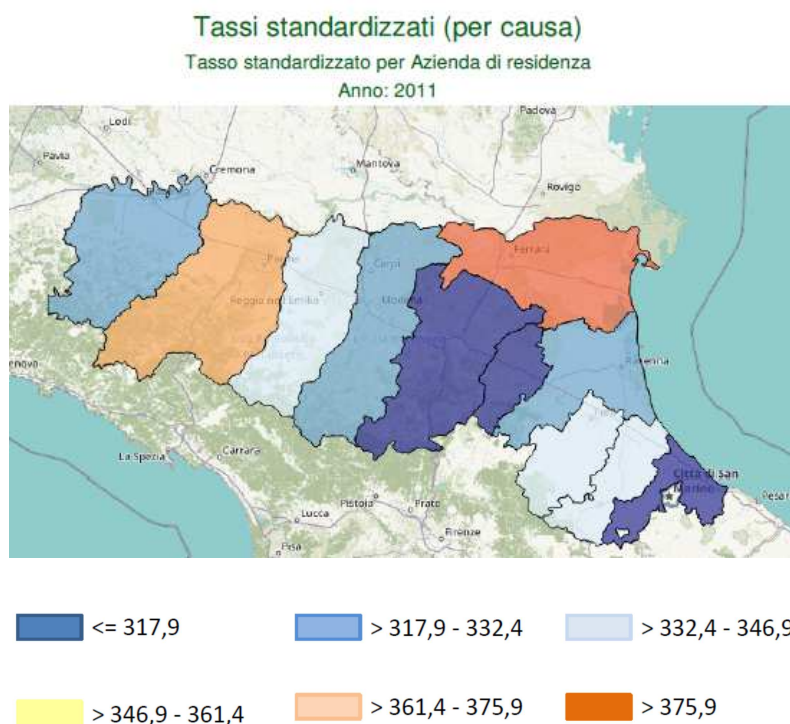 Tassi standardizzati (per causa)
Tasso standardizzato per Azienda di residenza
Anno: 2011
Padova
Lodi
Pavia
Cremona
Mantova
Rovigo
Ferrara
Carpi
Reggio nell'Emilia
Modena
Ravenna
Carrara
La Spezia
Città di San
Marino
Pesar
Pistoia
Prato
Lucca
Firenze
Pisa
<= 317,9
> 317,9 - 332,4
> 332,4 - 346,9
> 346,9 - 361,4
> 361,4 - 375,9
> 375,9